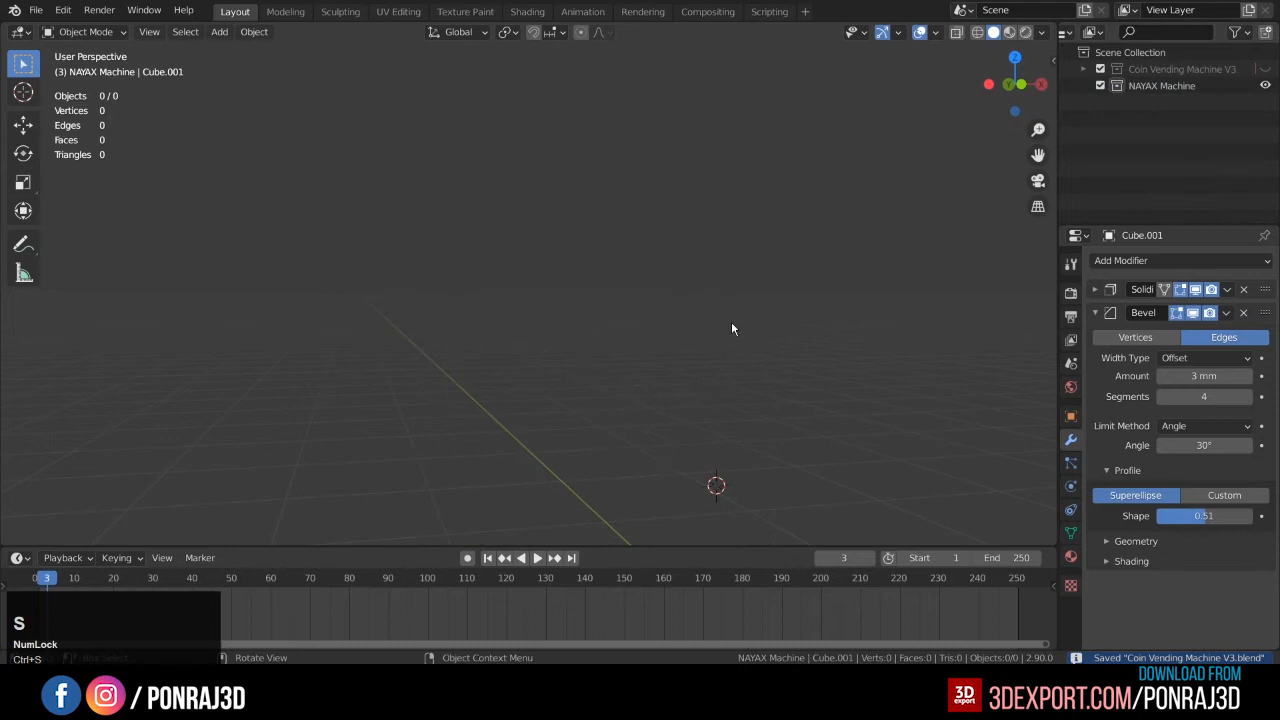 File Edit Render Window Help
Layout Modeling Sculpting UV Editing Texture Paint Shading Animation Rendering Compositing Scripting
Scene View Layer
Object Mode View Select Add Object
Global
User Perspective
(3) NAYAX Machine | Cube.001
Objects 0 / 0
Vertices 0
Edges 0
Faces 0
Triangles 0
Z
Y
X
Scene Collection
Coin Vending Machine V3
NAYAX Machine
Cube.001
Add Modifier
Solidi
Bevel
Vertices Edges
Width Type Offset
Amount 3 mm
Segments 4
Limit Method Angle
Angle 30°
Profile
Superellipse Custom
Shape 0.51
Geometry
Shading
Playback Keying View Marker
3 Start 1 End 250
0 3 10 20 30 40 50 60 70 80 90 100 110 120 130 140 150 160 170 180 190 200 210 220 230 240 250
S
NumLock
Ctrl+S
Rotate View Object Context Menu
NAYAX Machine | Cube.001 | Verts:0 | Faces:0 | Tris:0 | Objects:0/0 | 2.90.0
Saved "Coin Vending Machine V3.blend"
/ PONRAJ3D
3D
export
DOWNLOAD FROM
3DEXPORT.COM/PONRAJ3D